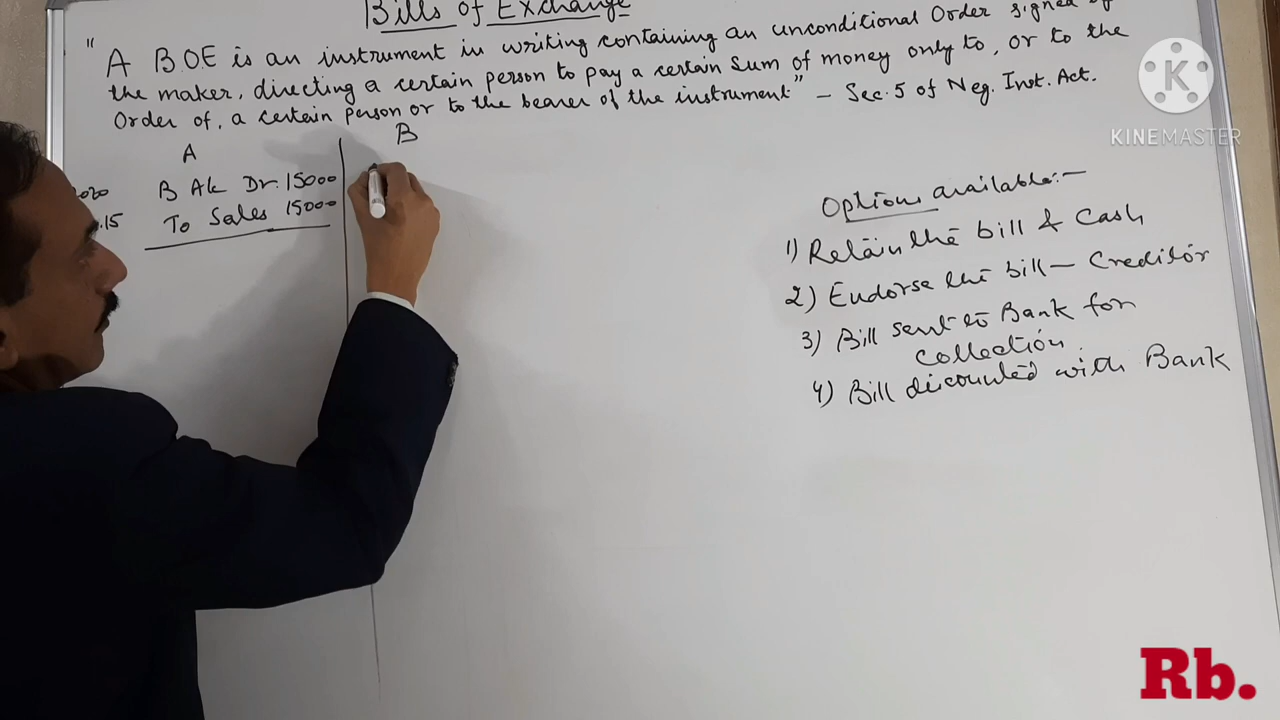 Bills of Exchange
" A B.O.E is an instrument in writing containing an unconditional Order signed by
the maker, directing a certain person to pay a certain sum of money only to, or to the
Order of, a certain person or to the bearer of the instrument" – Sec. 5 of Neg. Inst. Act.
A
B
B A/c Dr. 15000
.15 To Sales 15000
Options available:-
1) Retain the bill & Cash
2) Endorse the bill – Creditor
3) Bill sent to Bank for
collection
4) Bill discounted with Bank
KINEMASTER
Rb.